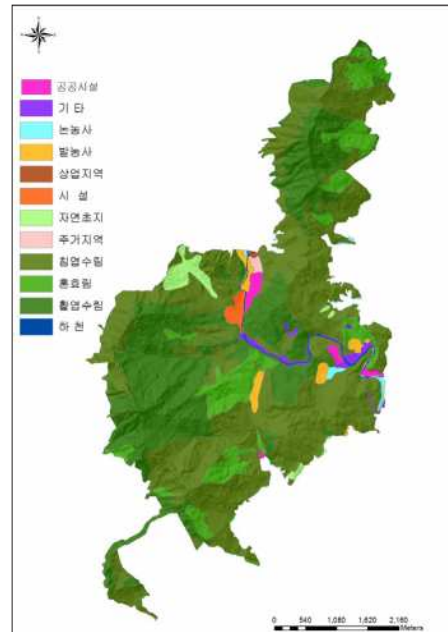 공공시설
기 타
논농사
밭농사
상업지역
시 설
자연초지
주거지역
침엽수림
혼효림
활엽수림
하 천
0 540 1,080 1,620 2,160
Meters